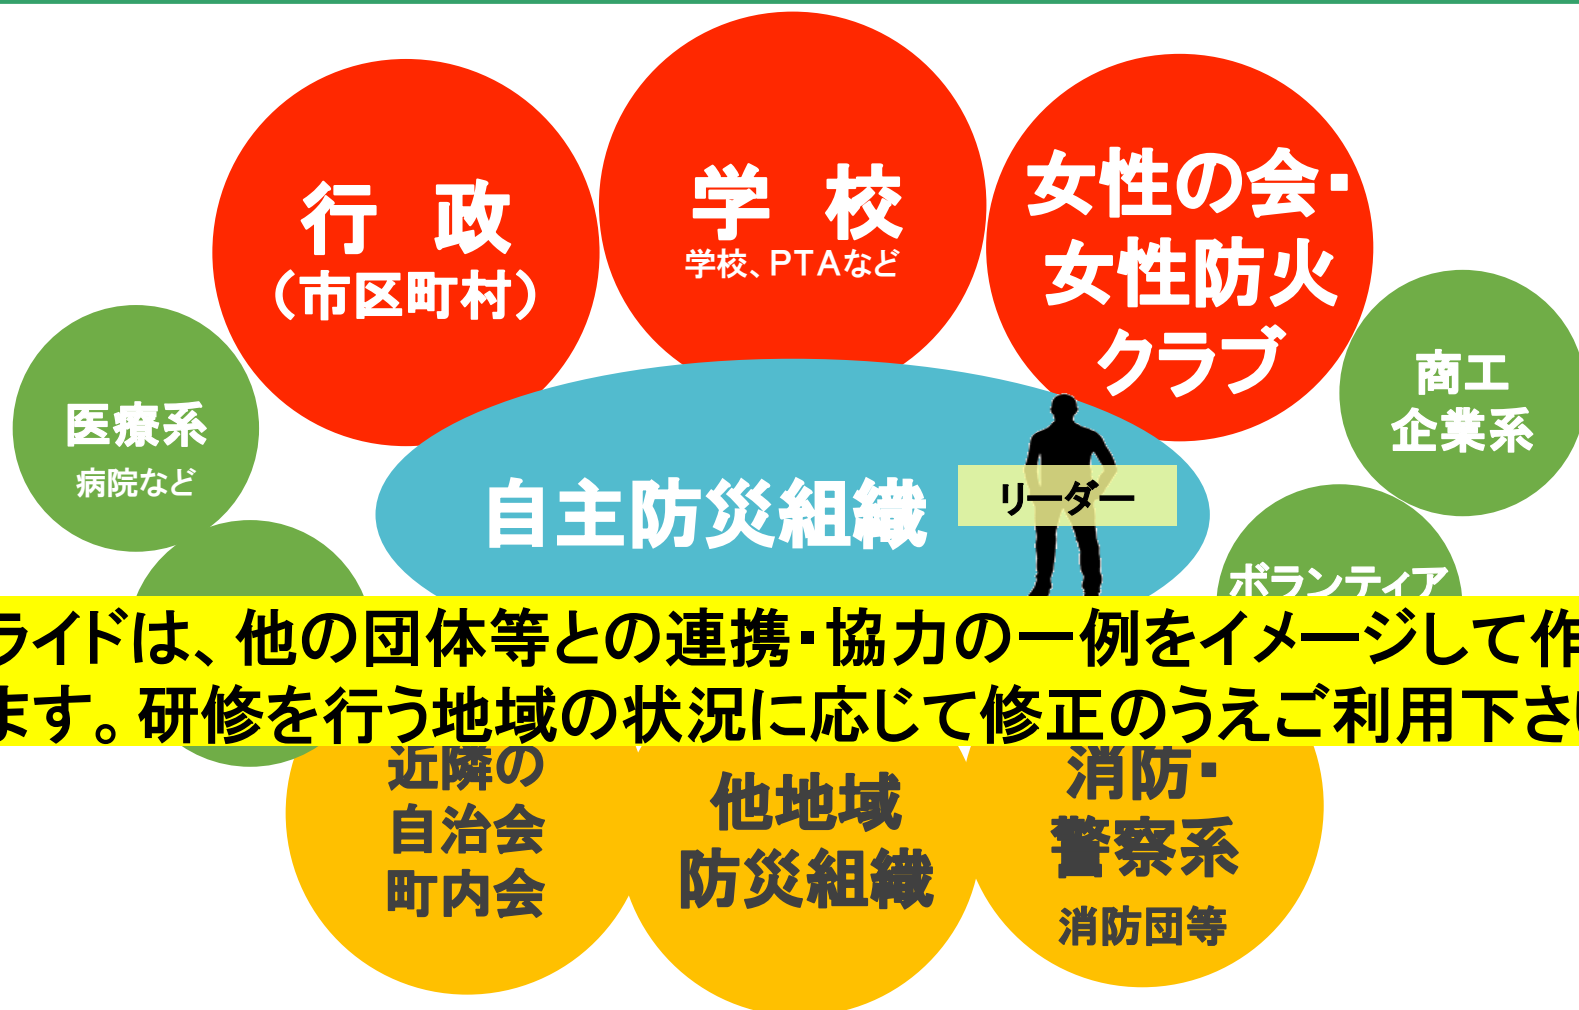 行　政
（市区町村）
学　校
学校、PTAなど
女性の会・
女性防火
クラブ
医療系
病院など
商工
企業系
自主防災組織
リーダー
ボランティア
ライドは、他の団体等との連携・協力の一例をイメージして作
ます。研修を行う地域の状況に応じて修正のうえご利用下さ
近隣の
自治会
町内会
他地域
防災組織
消防・
警察系
消防団等